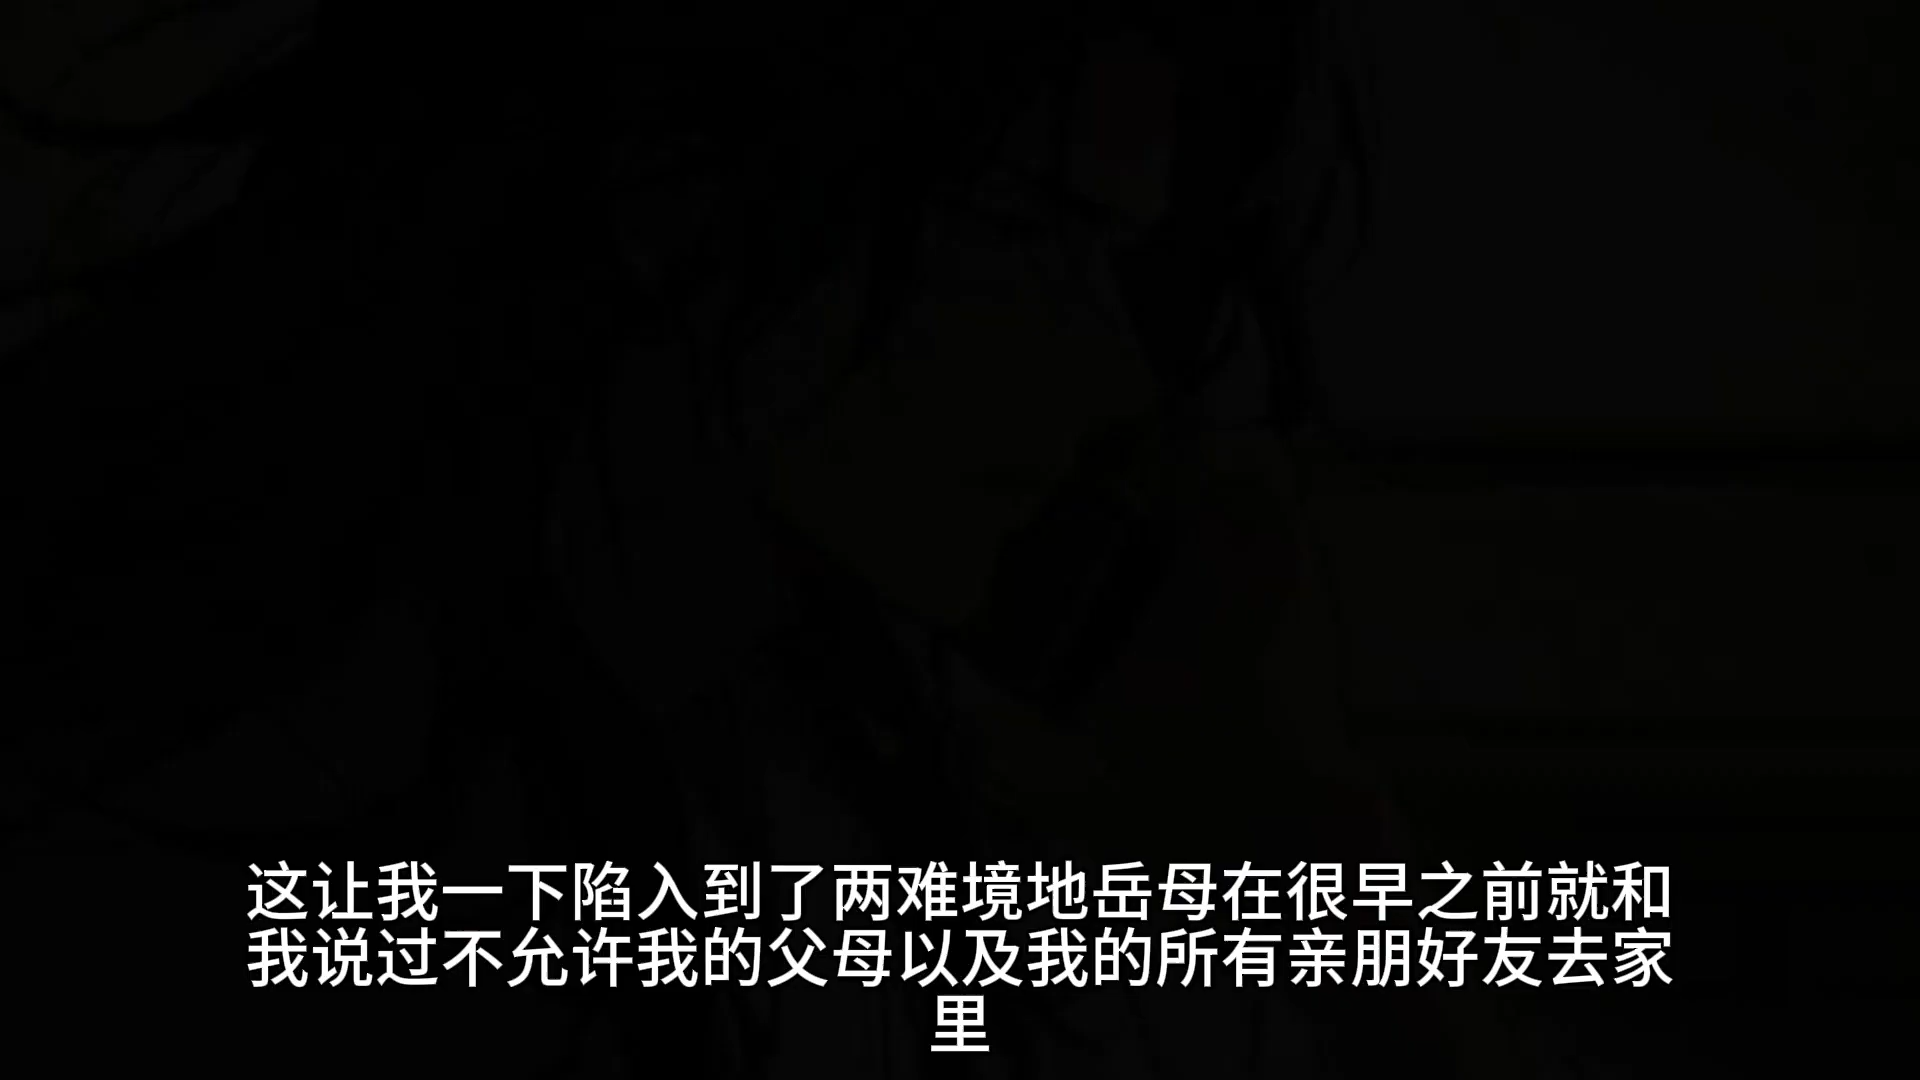 这让我一下陷入到了两难境地岳母在很早之前就和
我说过不允许我的父母以及我的所有亲朋好友去家
里